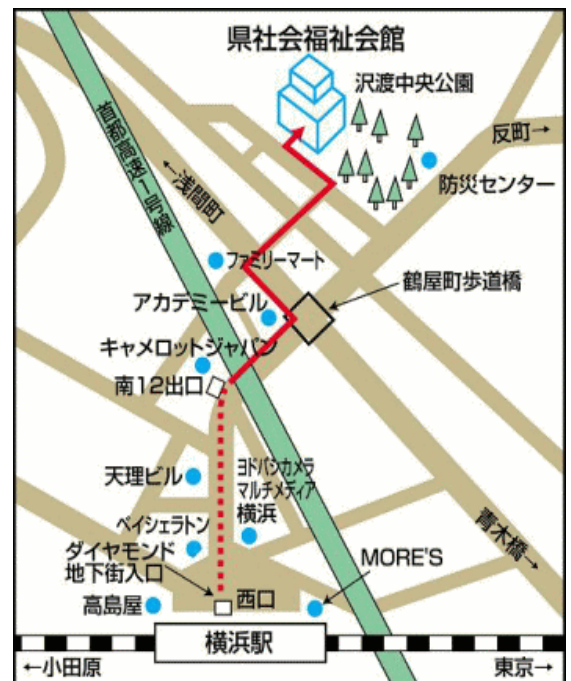 県社会福祉会館
沢渡中央公園
反町→
防災センター
首都高速1号線
←浅間町
ファミリーマート
鶴屋町歩道橋
アカデミービル
キャメロットジャパン
南12出口
天理ビル
ヨドバシカメラ
マルチメディア
横浜
ベイシェラトン
ダイヤモンド
地下街入口
青木橋→
MORE'S
高島屋
西口
横浜駅
←小田原
東京→